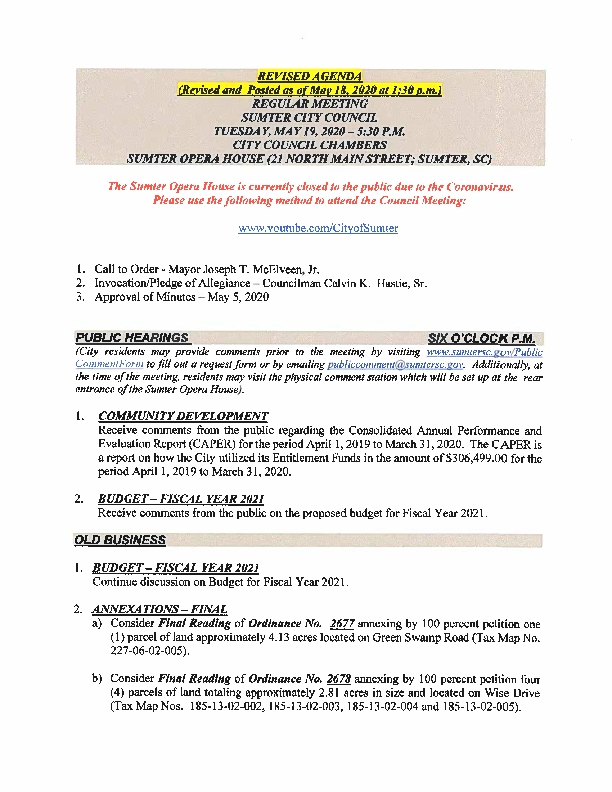 REVISED AGENDA
(Revised and Posted as of May 18, 2020 at 1:30 p.m.)
REGULAR MEETING
SUMTER CITY COUNCIL
TUESDAY, MAY 19, 2020 – 5:30 P.M.
CITY COUNCIL CHAMBERS
SUMTER OPERA HOUSE (21 NORTH MAIN STREET; SUMTER, SC)
The Sumter Opera House is currently closed to the public due to the Coronavirus.
Please use the following method to attend the Council Meeting:
www.youtube.com/CityofSumter
1. Call to Order - Mayor Joseph T. McElveen, Jr.
2. Invocation/Pledge of Allegiance – Councilman Calvin K. Hastie, Sr.
3. Approval of Minutes – May 5, 2020
PUBLIC HEARINGS SIX O'CLOCK P.M.
(City residents may provide comments prior to the meeting by visiting www.sumtersc.gov/Public
CommentForm to fill out a request form or by emailing publiccomment@sumtersc.gov. Additionally, at
the time of the meeting, residents may visit the physical comment station which will be set up at the rear
entrance of the Sumter Opera House).
1. COMMUNITY DEVELOPMENT
Receive comments from the public regarding the Consolidated Annual Performance and
Evaluation Report (CAPER) for the period April 1, 2019 to March 31, 2020. The CAPER is
a report on how the City utilized its Entitlement Funds in the amount of $306,499.00 for the
period April 1, 2019 to March 31, 2020.
2. BUDGET – FISCAL YEAR 2021
Receive comments from the public on the proposed budget for Fiscal Year 2021.
OLD BUSINESS
1. BUDGET – FISCAL YEAR 2021
Continue discussion on Budget for Fiscal Year 2021.
2. ANNEXATIONS – FINAL
a) Consider Final Reading of Ordinance No. 2677 annexing by 100 percent petition one
(1) parcel of land approximately 4.13 acres located on Green Swamp Road (Tax Map No.
227-06-02-005).
b) Consider Final Reading of Ordinance No. 2678 annexing by 100 percent petition four
(4) parcels of land totaling approximately 2.81 acres in size and located on Wise Drive
(Tax Map Nos. 185-13-02-002, 185-13-02-003, 185-13-02-004 and 185-13-02-005).